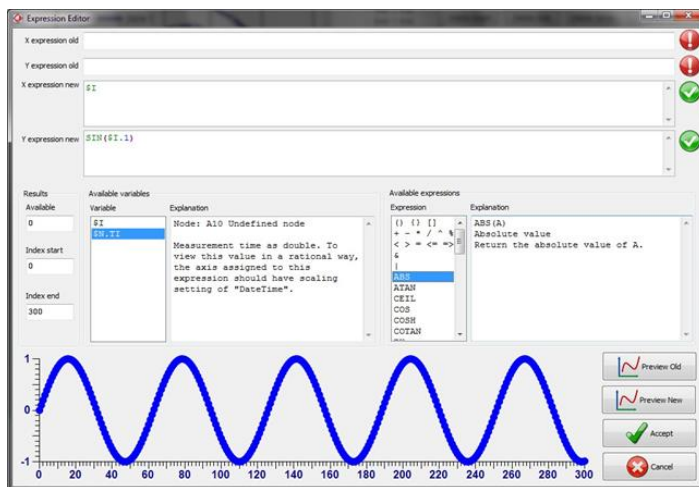 Expression Editor
X expression old
Y expression old
X expression new
$I
Y expression new
SIN($I.1)
Results
Available
0
Index start
0
Index end
300
Available variables
Variable
$I
$N.TI
Explanation
Node: A10 Undefined node
Measurement time as double. To
view this value in a rational way,
the axis assigned to this
expression should have scaling
setting of "DateTime".
Available expressions
Expression
() {} []
+ - * / ^ %
< > = <= =>
&
|
ABS
ATAN
CEIL
COS
COSH
COTAN
Explanation
ABS(A)
Absolute value
Return the absolute value of A.
1
0
-1
0 20 40 60 80 100 120 140 160 180 200 220 240 260 280 300
Preview Old
Preview New
Accept
Cancel